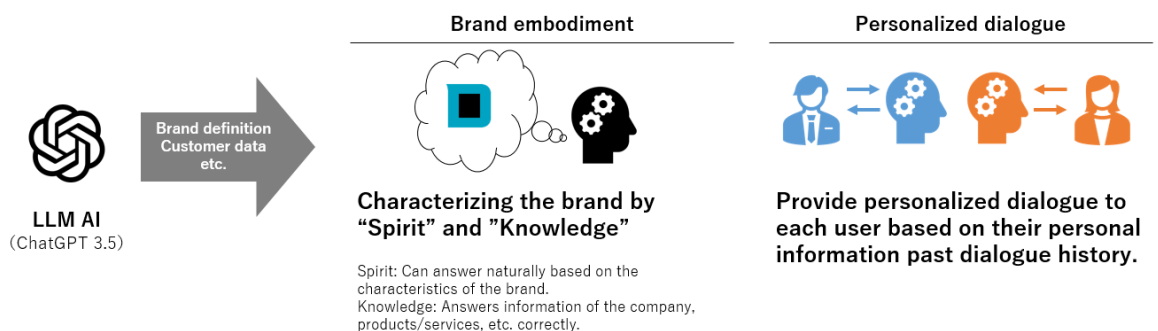 Brand embodiment
Personalized dialogue
Brand definition
Customer data
etc.
LLM AI
(ChatGPT 3.5)
Characterizing the brand by
“Spirit” and ”Knowledge”
Spirit: Can answer naturally based on the
characteristics of the brand.
Knowledge: Answers information of the company,
products/services, etc. correctly.
Provide personalized dialogue to
each user based on their personal
information past dialogue history.